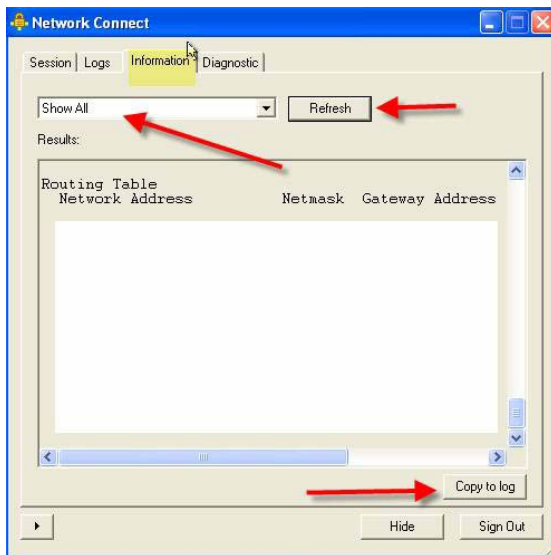 Network Connect
Session Logs Information Diagnostic
Show All Refresh
Results:
Routing Table
Network Address Netmask Gateway Address
Copy to log
Hide Sign Out